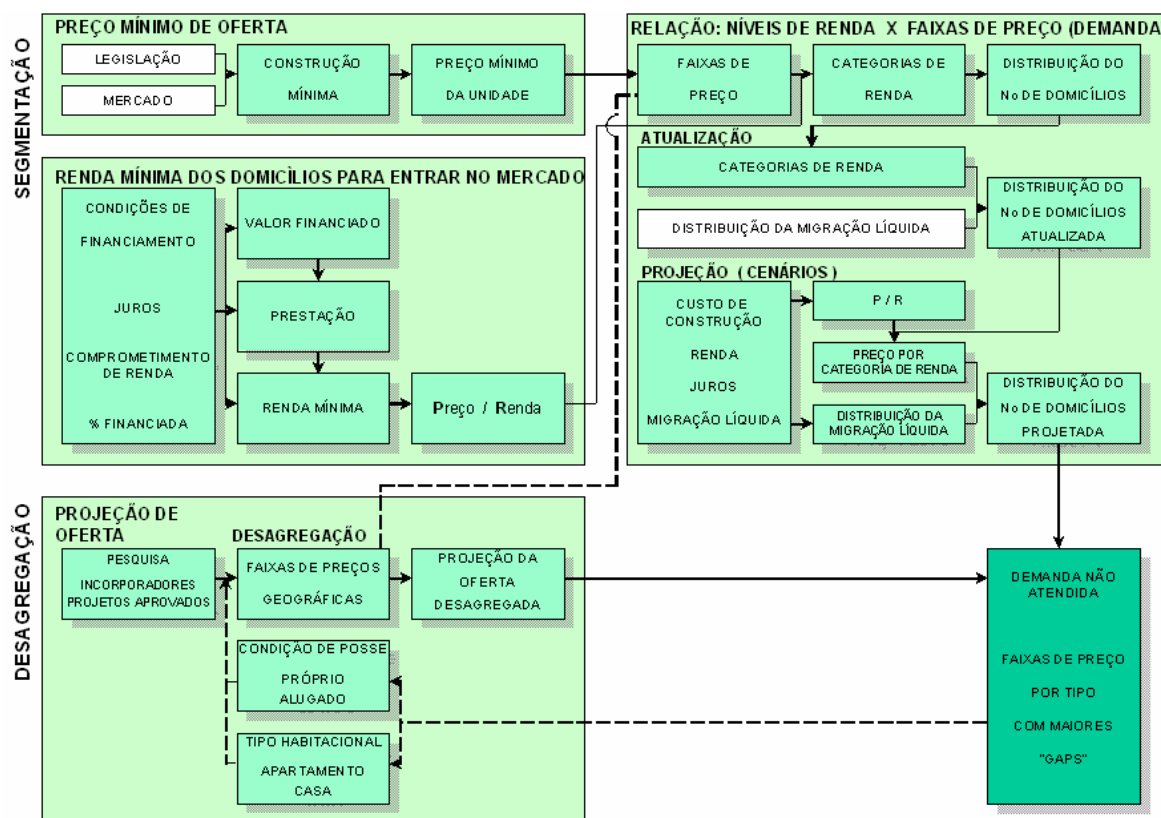 SEGMENTAÇÃO
PREÇO MÍNIMO DE OFERTA
LEGISLAÇÃO
MERCADO
CONSTRUÇÃO
MÍNIMA
PREÇO MÍNIMO
DA UNIDADE
RENDA MÍNIMA DOS DOMICÌLIOS PARA ENTRAR NO MERCADO
CONDIÇÕES DE
FINANCIAMENTO
JUROS
COMPROMETIMENTO
DE RENDA
% FINANCIADA
VALOR FINANCIADO
PRESTAÇÃO
RENDA MÍNIMA
Preço / Renda
RELAÇÃO: NÍVEIS DE RENDA X FAIXAS DE PREÇO (DEMANDA
FAIXAS DE
PREÇO
CATEGORIAS DE
RENDA
DISTRIBUIÇÃO DO
No DE DOMICÍLIOS
ATUALIZAÇÃO
CATEGORIAS DE RENDA
DISTRIBUIÇÃO DA MIGRAÇÃO LÍQUIDA
DISTRIBUIÇÃO DO
No DE DOMICÍLIOS
ATUALIZADA
PROJEÇÃO ( CENÁRIOS )
CUSTO DE
CONSTRUÇÃO
RENDA
JUROS
MIGRAÇÃO LÍQUIDA
P / R
PREÇO POR
CATEGORIA DE RENDA
DISTRIBUIÇÃO DA
MIGRAÇÃO LÍQUIDA
DISTRIBUIÇÃO DO
No DE DOMICÍLIOS
PROJETADA
DESAGREGAÇÃO
PROJEÇÃO DE
OFERTA
PESQUISA
INCORPORADORES
PROJETOS APROVADOS
DESAGREGAÇÃO
FAIXAS DE PREÇOS
GEOGRÁFICAS
PROJEÇÃO DA
OFERTA
DESAGREGADA
CONDIÇÃO DE POSSE
PRÓPRIO
ALUGADO
TIPO HABITACIONAL
APARTAMENTO
CASA
DEMANDA NÃO
ATENDIDA
FAIXAS DE PREÇO
POR TIPO
COM MAIORES
"GAPS"